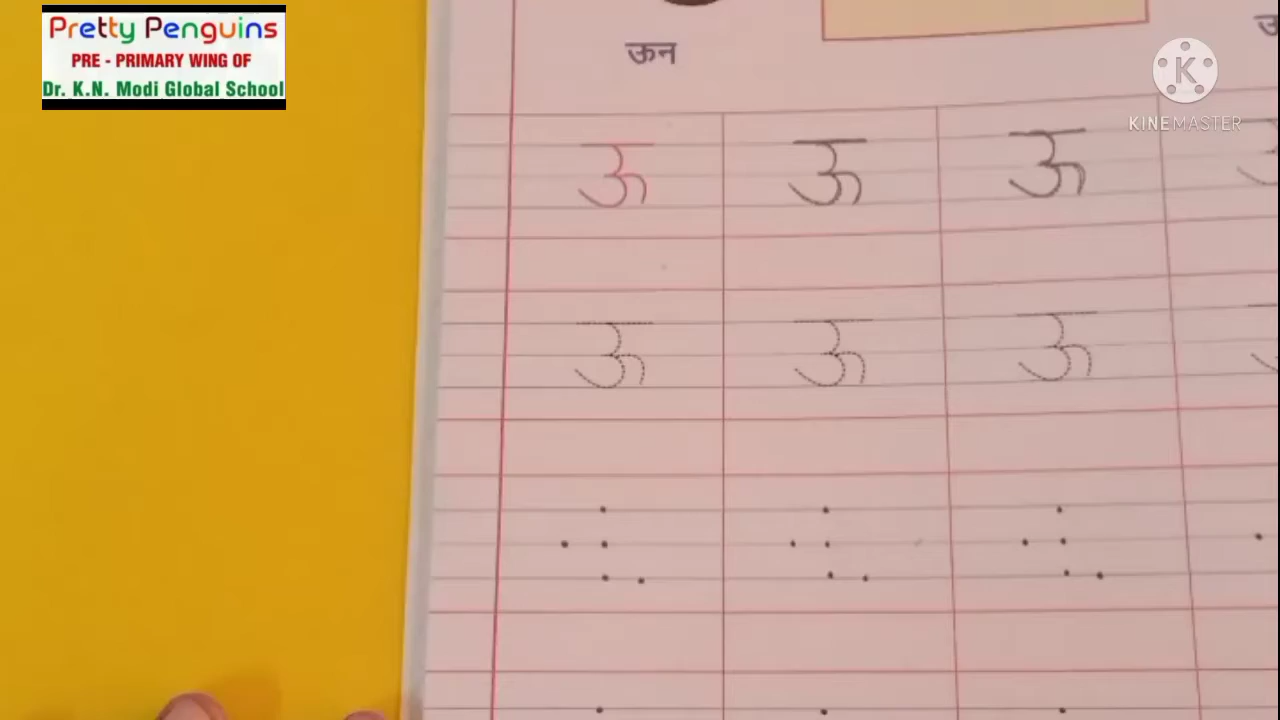 Pretty Penguins
PRE - PRIMARY WING OF
Dr. K.N. Modi Global School
K
KINEMASTER
ऊन
ऊ ऊ ऊ
ऊ ऊ ऊ